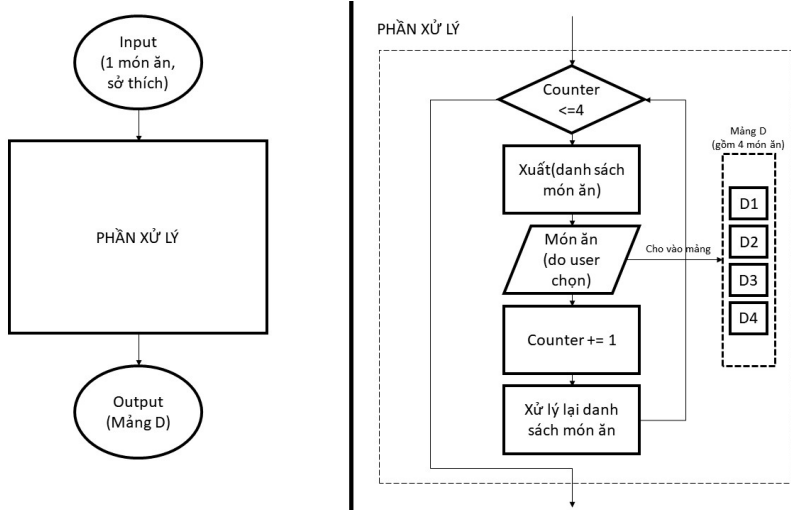 Input
(1 món ăn,
sở thích)
PHẦN XỬ LÝ
Output
(Mảng D)
PHẦN XỬ LÝ
Counter
<=4
Xuất(danh sách
món ăn)
Món ăn
(do user
chọn)
Cho vào mảng
Counter += 1
Xử lý lại danh
sách món ăn
Mảng D
(gồm 4 món ăn)
D1
D2
D3
D4